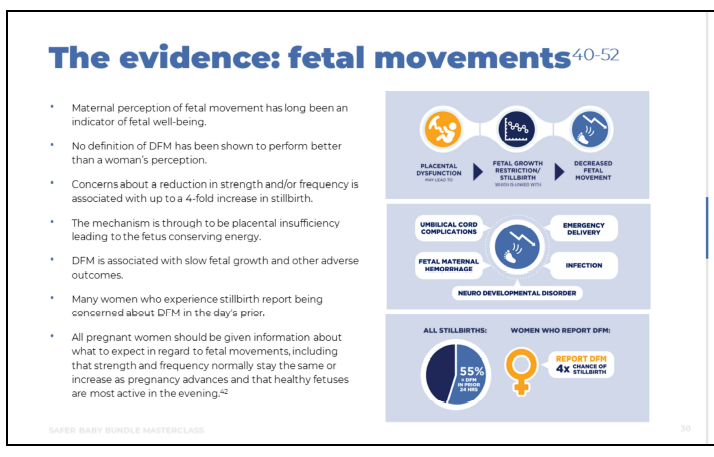 The evidence: fetal movements40-52
• Maternal perception of fetal movement has long been an
indicator of fetal well-being.
• No definition of DFM has been shown to perform better
than a woman's perception.
• Concerns about a reduction in strength and/or frequency is
associated with up to a 4-fold increase in stillbirth.
• The mechanism is through to be placental insufficiency
leading to the fetus conserving energy.
• DFM is associated with slow fetal growth and other adverse
outcomes.
• Many women who experience stillbirth report being
concerned about DFM in the day's prior.
• All pregnant women should be given information about
what to expect in regard to fetal movements, including
that strength and frequency normally stay the same or
increase as pregnancy advances and that healthy fetuses
are most active in the evening.42
PLACENTAL
DYSFUNCTION
MAY LEAD TO
FETAL GROWTH
RESTRICTION/
STILLBIRTH
WHICH IS LINKED WITH
DECREASED
FETAL
MOVEMENT
UMBILICAL CORD
COMPLICATIONS
EMERGENCY
DELIVERY
FETAL MATERNAL
HEMORRHAGE
INFECTION
NEURO DEVELOPMENTAL DISORDER
ALL STILLBIRTHS:
55%
= DFM
IN PRIOR
24 HRS
WOMEN WHO REPORT DFM:
REPORT DFM
4x CHANCE OF
STILLBIRTH
SAFER BABY BUNDLE MASTERCLASS
30